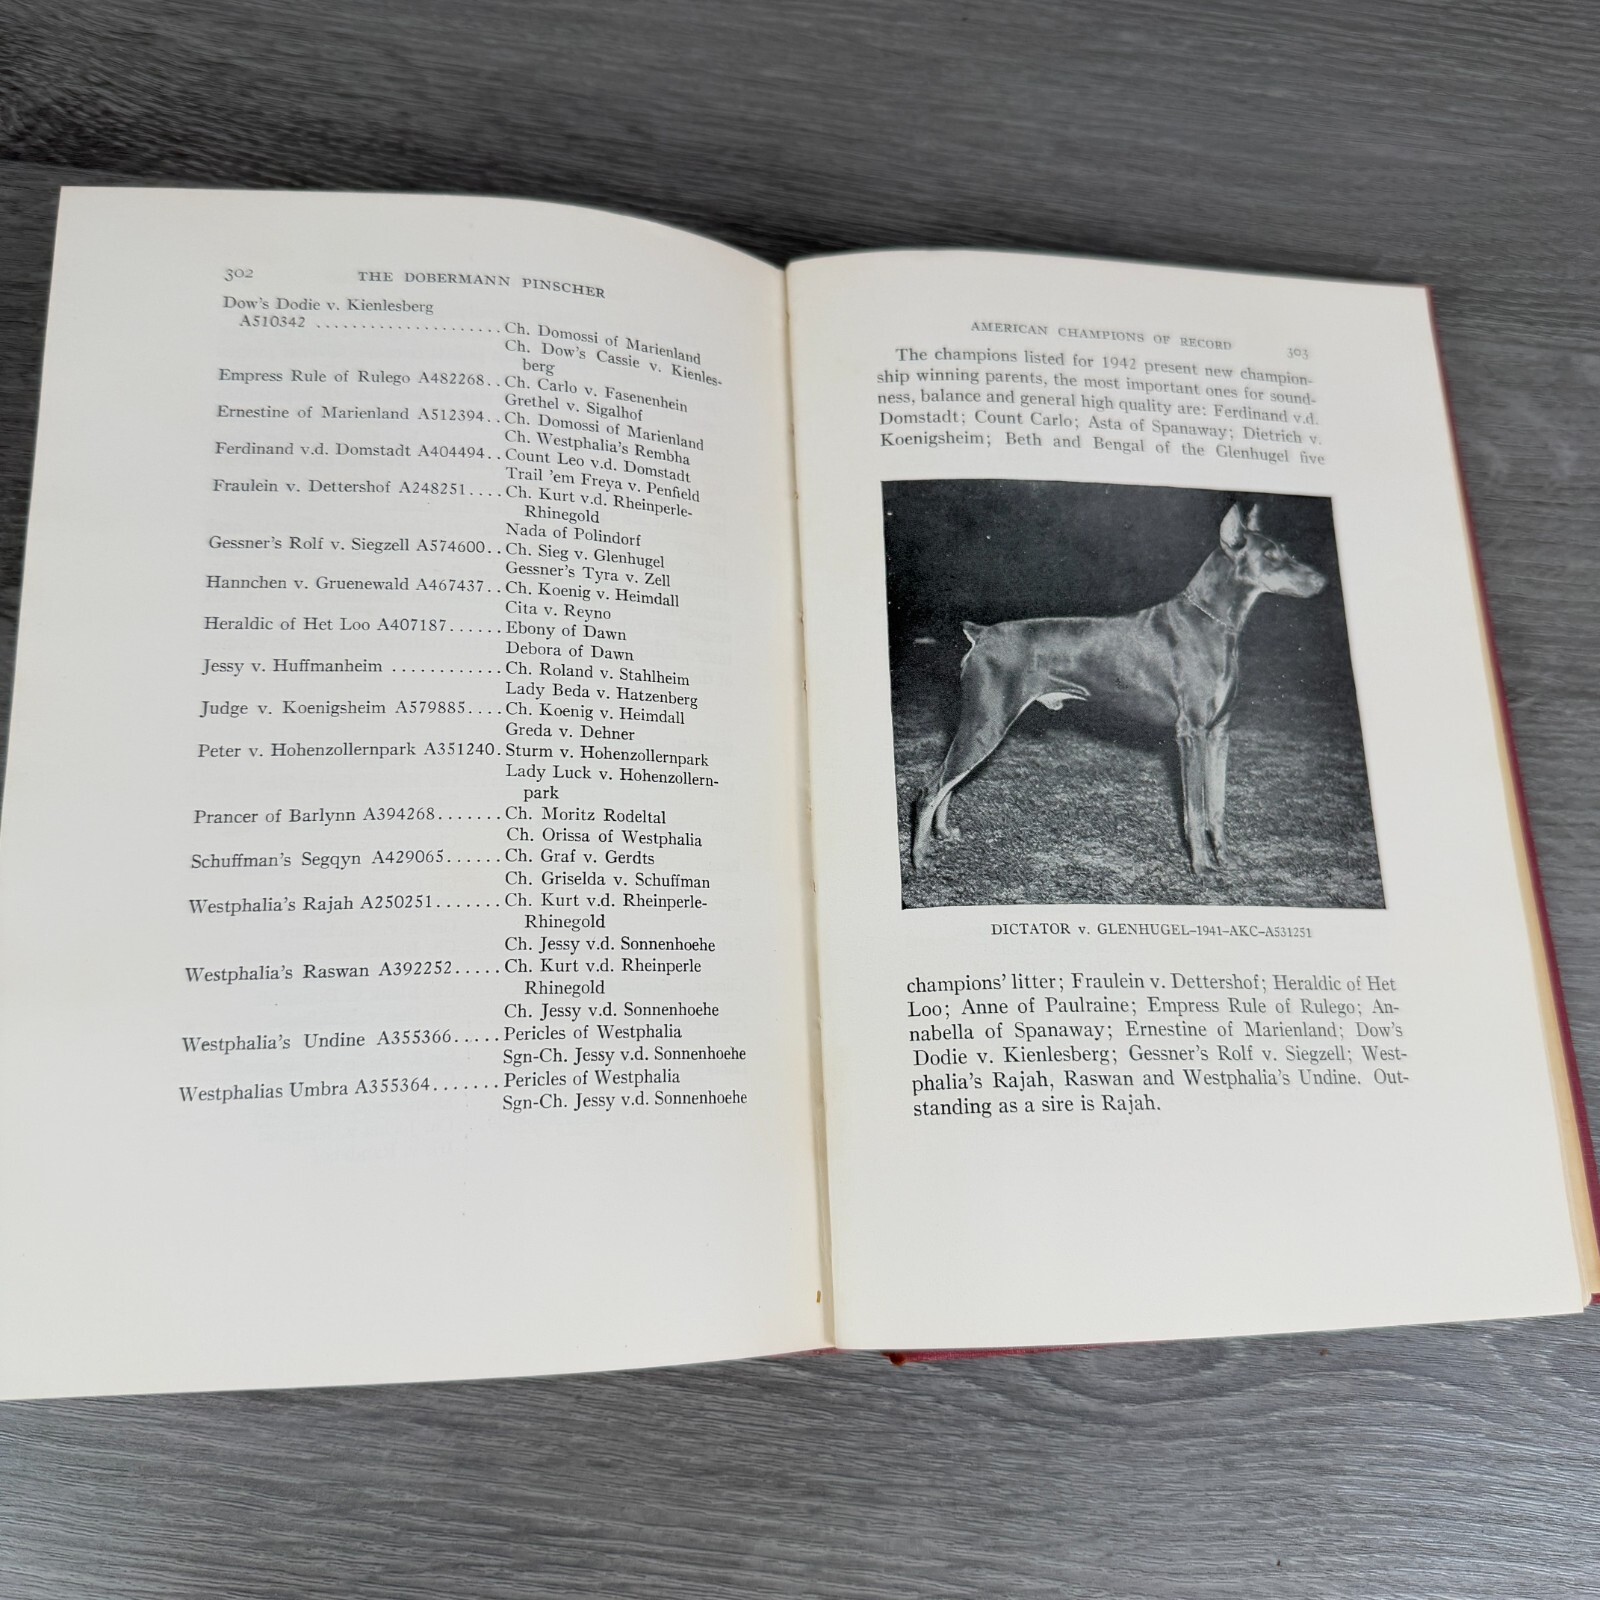 302 THE DOBERMANN PINSCHER
Dow's Dodie v. Kienlesberg
A510342 .....................Ch. Domossi of Marienland
Ch. Dow's Cassie v. Kienles-
berg
Empress Rule of Rulego A482268..Ch. Carlo v. Fasenenhein
Grethel v. Sigalhof
Ernestine of Marienland A512394..Ch. Domossi of Marienland
Ch. Westphalia's Rembha
Ferdinand v.d. Domstadt A404494..Count Leo v.d. Domstadt
Trail 'em Freya v. Penfield
Fraulein v. Dettershof A248251....Ch. Kurt v.d. Rheinperle-
Rhinegold
Nada of Polindorf
Gessner's Rolf v. Siegzell A574600..Ch. Sieg v. Glenhugel
Gessner's Tyra v. Zell
Hannchen v. Gruenewald A467437..Ch. Koenig v. Heimdall
Cita v. Reyno
Heraldic of Het Loo A407187......Ebony of Dawn
Debora of Dawn
Jessy v. Huffmanheim ............Ch. Roland v. Stahlheim
Lady Beda v. Hatzenberg
Judge v. Koenigsheim A579885....Ch. Koenig v. Heimdall
Greda v. Dehner
Peter v. Hohenzollernpark A351240.Sturm v. Hohenzollernpark
Lady Luck v. Hohenzollern-
park
Prancer of Barlynn A394268.......Ch. Moritz Rodeltal
Ch. Orissa of Westphalia
Schuffman's Segqyn A429065......Ch. Graf v. Gerdts
Ch. Griselda v. Schuffman
Westphalia's Rajah A250251.......Ch. Kurt v.d. Rheinperle-
Rhinegold
Ch. Jessy v.d. Sonnenhoehe
Westphalia's Raswan A392252.....Ch. Kurt v.d. Rheinperle
Rhinegold
Ch. Jessy v.d. Sonnenhoehe
Westphalia's Undine A355366.....Pericles of Westphalia
Sgn-Ch. Jessy v.d. Sonnenhoehe
Westphalias Umbra A355364.......Pericles of Westphalia
Sgn-Ch. Jessy v.d. Sonnenhoehe
AMERICAN CHAMPIONS OF RECORD 303
The champions listed for 1942 present new champion-
ship winning parents, the most important ones for sound-
ness, balance and general high quality are: Ferdinand v.d.
Domstadt; Count Carlo; Asta of Spanaway; Dietrich v.
Koenigsheim; Beth and Bengal of the Glenhugel five
DICTATOR v. GLENHUGEL–1941–AKC–A531251
champions' litter; Fraulein v. Dettershof; Heraldic of Het
Loo; Anne of Paulraine; Empress Rule of Rulego; An-
nabella of Spanaway; Ernestine of Marienland; Dow's
Dodie v. Kienlesberg; Gessner's Rolf v. Siegzell; West-
phalia's Rajah, Raswan and Westphalia's Undine. Out-
standing as a sire is Rajah.